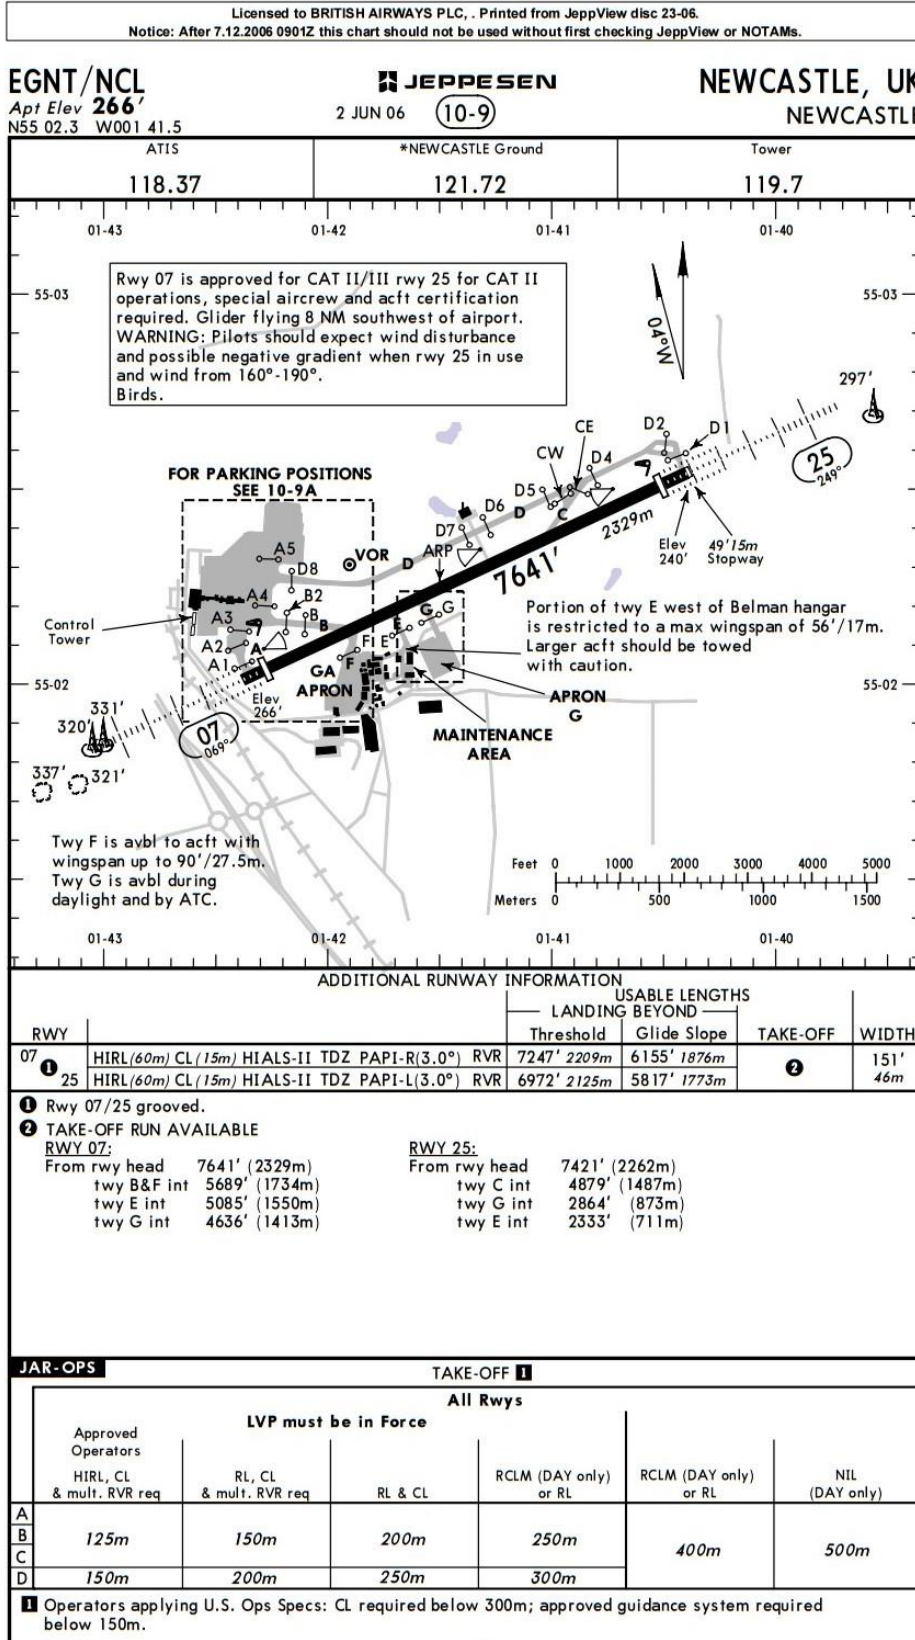 Licensed to BRITISH AIRWAYS PLC, . Printed from JeppView disc 23-06.
Notice: After 7.12.2006 0901Z this chart should not be used without first checking JeppView or NOTAMs.
EGNT/NCL
JEPPESEN
NEWCASTLE, UK
Apt Elev 266'
2 JUN 06
10-9
NEWCASTLE
N55 02.3 W001 41.5
ATIS
*NEWCASTLE Ground
Tower
118.37
121.72
119.7
01-43
01-42
01-41
01-40
55-03
55-03
Rwy 07 is approved for CAT II/III rwy 25 for CAT II
operations, special aircrew and acft certification
required. Glider flying 8 NM southwest of airport.
WARNING: Pilots should expect wind disturbance
and possible negative gradient when rwy 25 in use
and wind from 160°-190°.
Birds.
04°W
297'
D2
D1
CE
CW
D4
25
249°
FOR PARKING POSITIONS
SEE 10-9A
D5
D
C
D6
D7
2329m
Elev
240'
49'15m
Stopway
A5
D8
VOR
D
ARP
7641'
A4
B2
B
B
A3
A2
A
A1
Control
Tower
G
G
E
E
F1
F
Portion of twy E west of Belman hangar
is restricted to a max wingspan of 56'/17m.
Larger acft should be towed
with caution.
GA
APRON
Elev
266'
55-02
55-02
APRON
G
MAINTENANCE
AREA
331'
320'
07
069°
337'
321'
Twy F is avbl to acft with
wingspan up to 90'/27.5m.
Twy G is avbl during
daylight and by ATC.
Feet 0 1000 2000 3000 4000 5000
Meters 0 500 1000 1500
01-43
01-42
01-41
01-40
ADDITIONAL RUNWAY INFORMATION
USABLE LENGTHS
LANDING BEYOND
RWY
Threshold
Glide Slope
TAKE-OFF
WIDTH
07 HIRL(60m) CL(15m) HIALS-II TDZ PAPI-R(3.0°) RVR 7247' 2209m 6155' 1876m
1
2
151'
46m
25 HIRL(60m) CL(15m) HIALS-II TDZ PAPI-L(3.0°) RVR 6972' 2125m 5817' 1773m
1 Rwy 07/25 grooved.
2 TAKE-OFF RUN AVAILABLE
RWY 07:
From rwy head 7641' (2329m)
twy B&F int 5689' (1734m)
twy E int 5085' (1550m)
twy G int 4636' (1413m)
RWY 25:
From rwy head 7421' (2262m)
twy C int 4879' (1487m)
twy G int 2864' (873m)
twy E int 2333' (711m)
JAR-OPS
TAKE-OFF 1
All Rwys
LVP must be in Force
Approved
Operators
HIRL, CL
& mult. RVR req
RL, CL
& mult. RVR req
RL & CL
RCLM (DAY only)
or RL
RCLM (DAY only)
or RL
NIL
(DAY only)
A
B
C
125m 150m 200m 250m
400m 500m
D 150m 200m 250m 300m
1 Operators applying U.S. Ops Specs: CL required below 300m; approved guidance system required
below 150m.